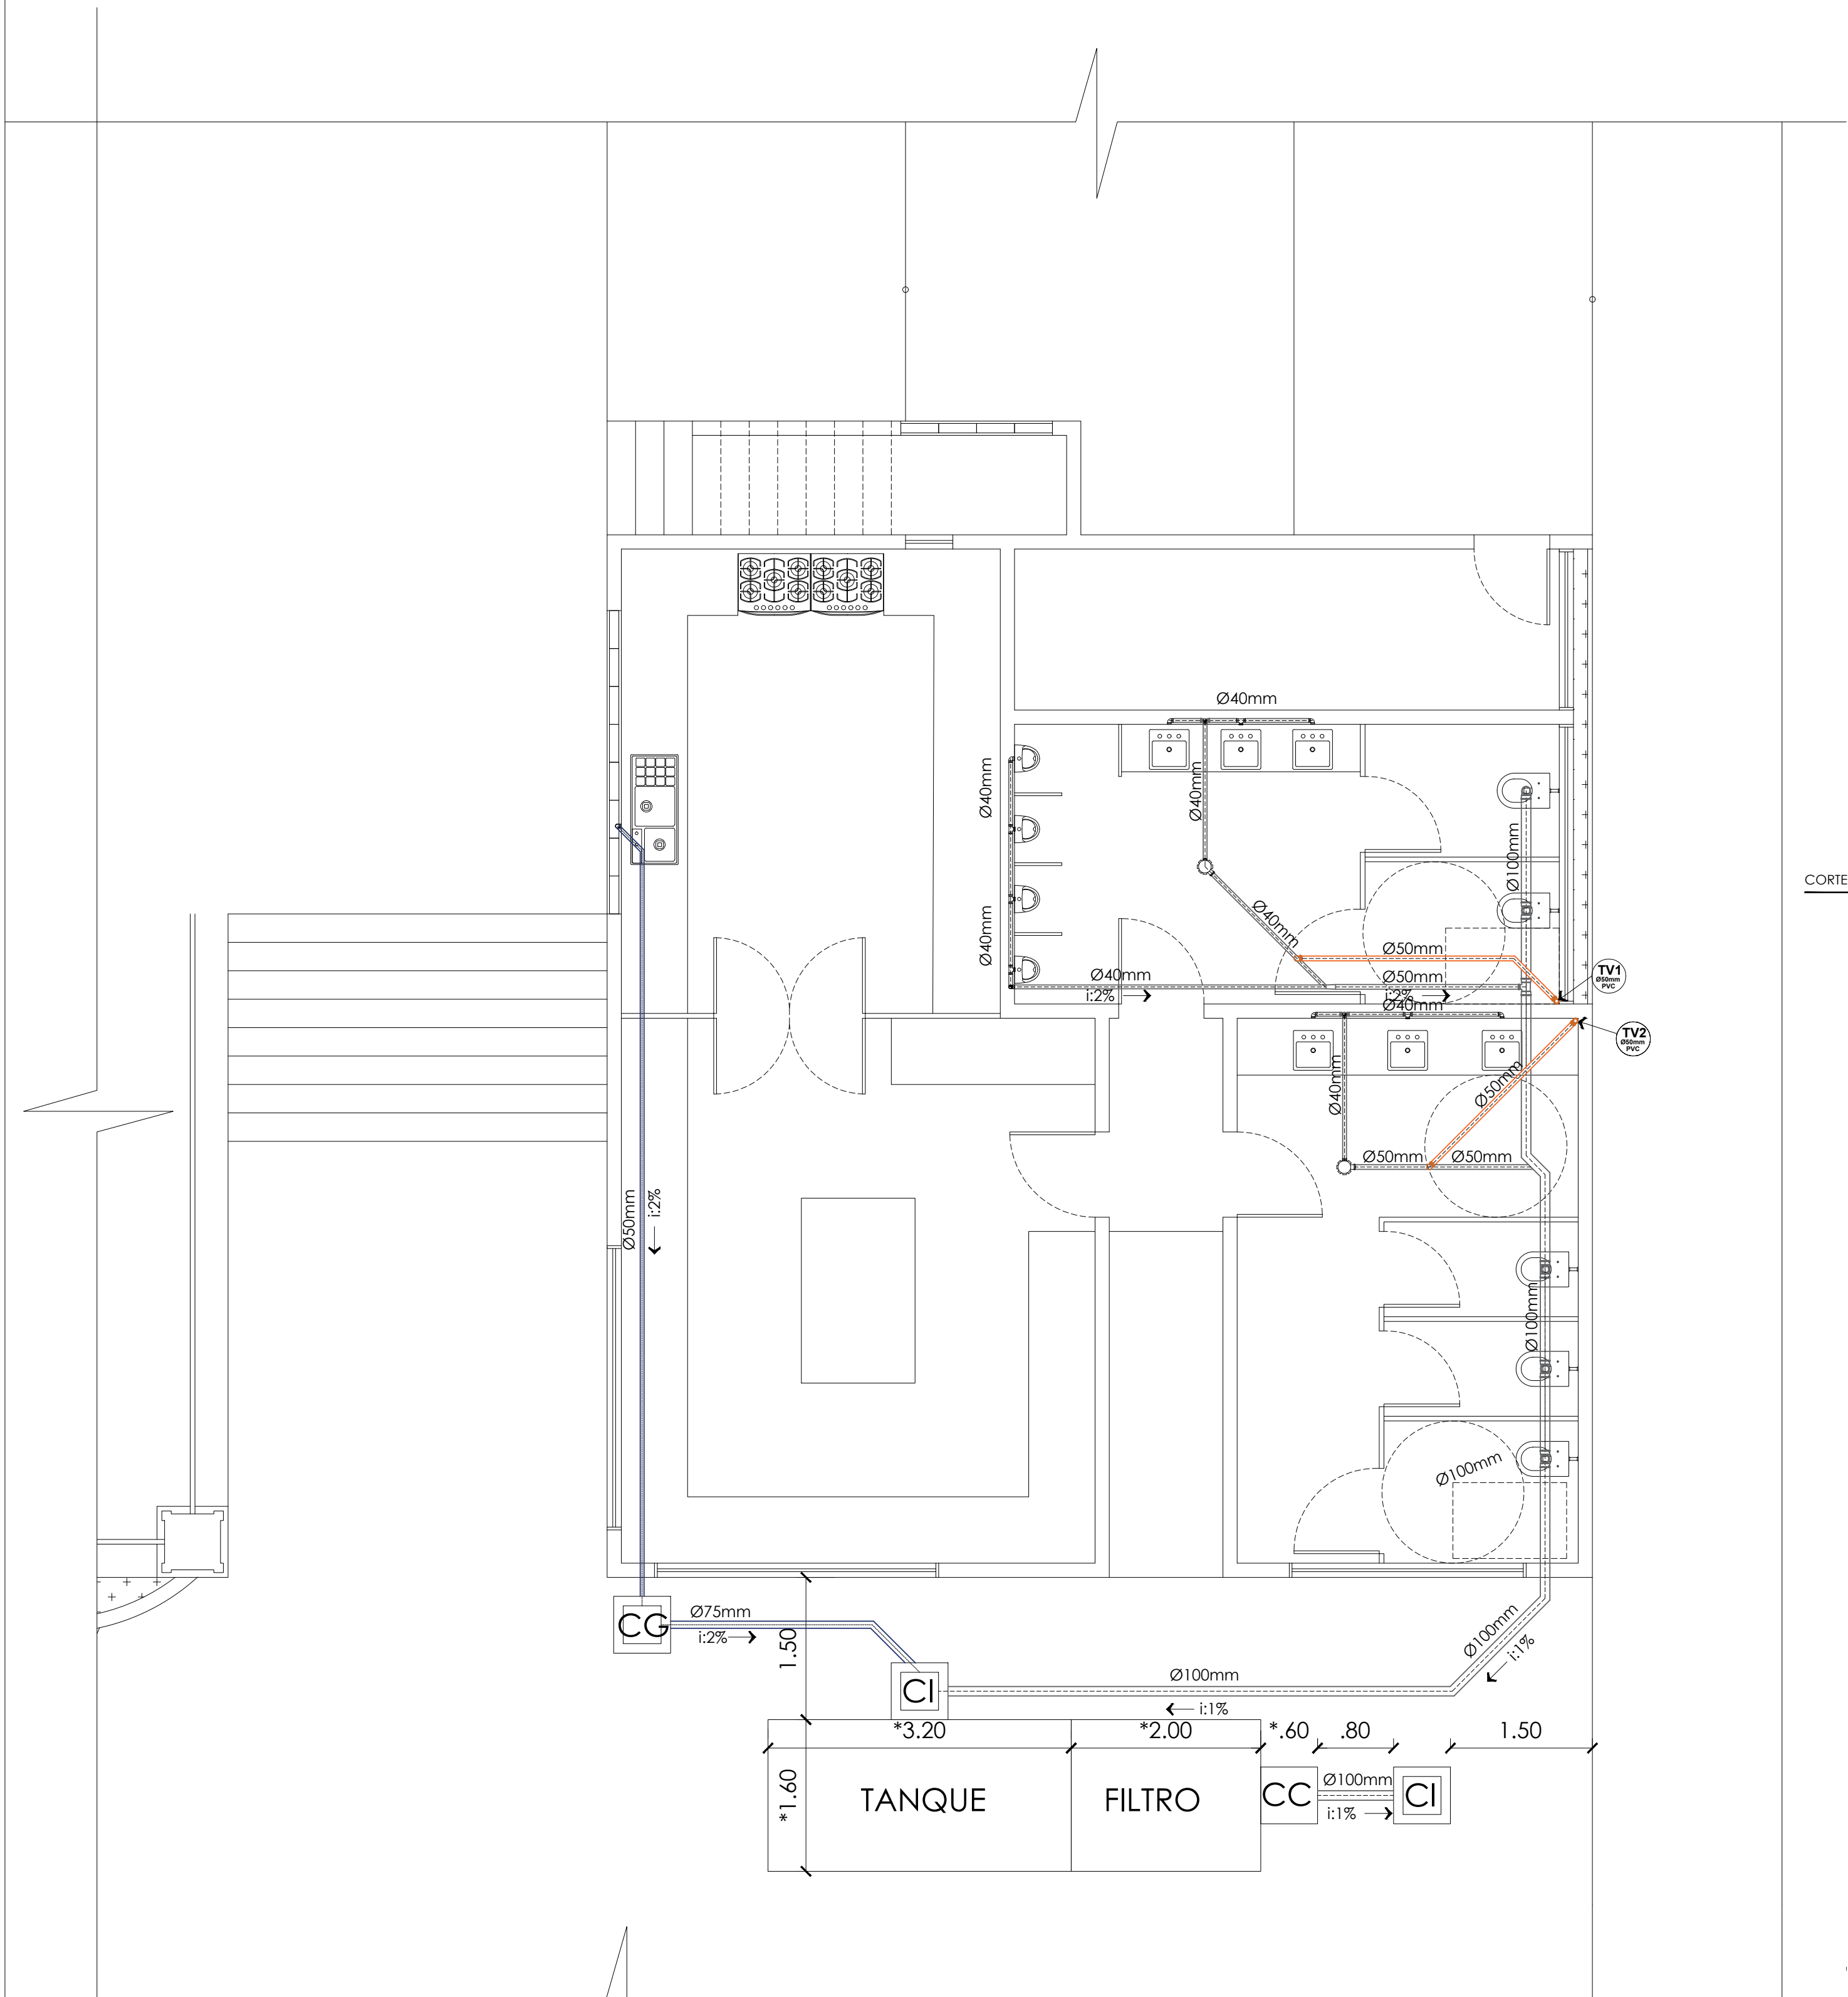 Ø40mm
Ø40mm
Ø40mm
Ø100mm
CORTE
Ø40mm
Ø40mm
Ø50mm
Ø40mm
i:2%
Ø50mm
i:2%
TV1
Ø50mm
PVC
Ø40mm
TV2
Ø50mm
PVC
Ø40mm
Ø50mm
Ø50mm
Ø50mm
Ø50mm
i:2%
Ø100mm
Ø100mm
CG
Ø75mm
i:2%
1.50
CI
Ø100mm
i:1%
Ø100mm
i:1%
*3.20
*2.00
*.60
.80
1.50
*1.60
TANQUE
FILTRO
CC
Ø100mm
i:1%
CI